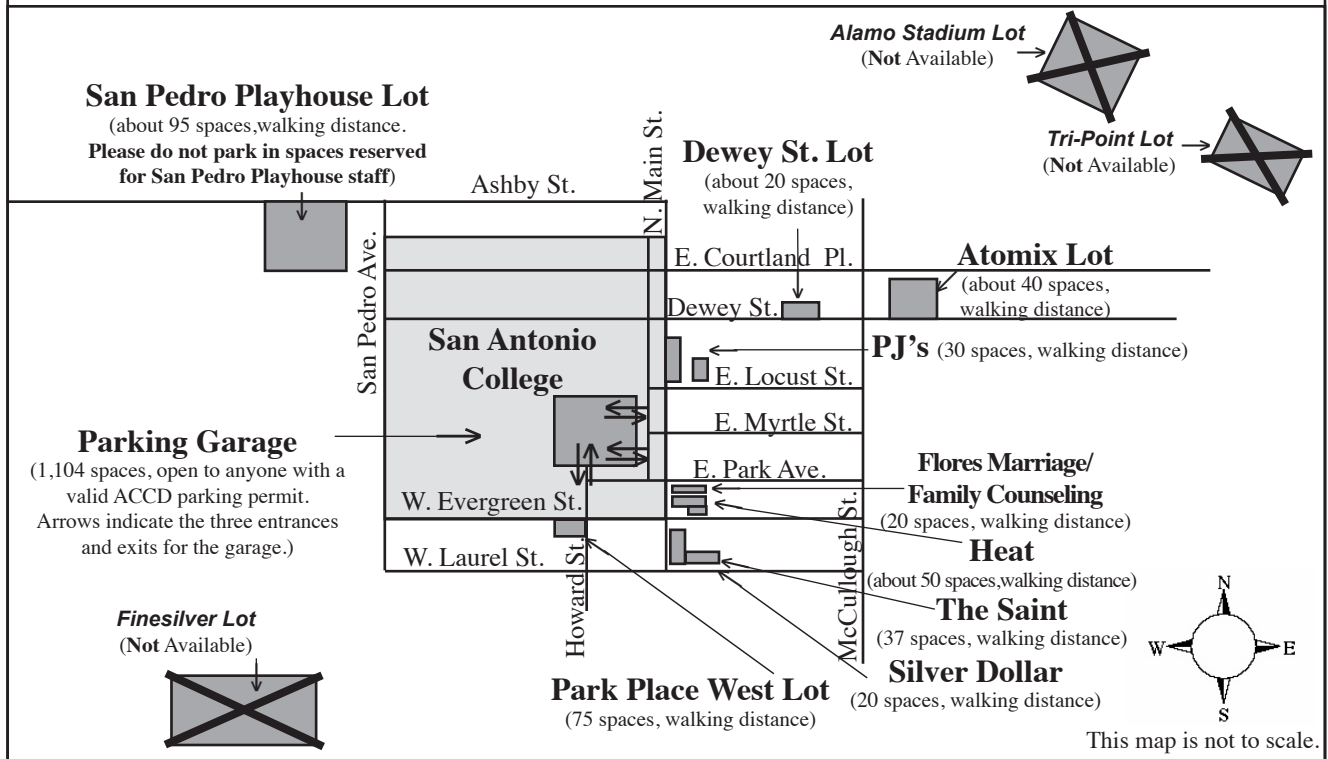 Alamo Stadium Lot
(Not Available)
San Pedro Playhouse Lot
(about 95 spaces,walking distance.
Please do not park in spaces reserved
for San Pedro Playhouse staff)
Tri-Point Lot
(Not Available)
Dewey St. Lot
(about 20 spaces,
walking distance)
Ashby St.
N. Main St.
San Pedro Ave.
E. Courtland Pl.
Atomix Lot
(about 40 spaces,
walking distance)
Dewey St.
San Antonio
College
PJ's (30 spaces, walking distance)
E. Locust St.
E. Myrtle St.
Parking Garage
(1,104 spaces, open to anyone with a
valid ACCD parking permit.
Arrows indicate the three entrances
and exits for the garage.)
E. Park Ave.
W. Evergreen St.
Flores Marriage/
Family Counseling
(20 spaces, walking distance)
Heat
(about 50 spaces,walking distance)
W. Laurel St.
Howard St.
McCullough St.
The Saint
(37 spaces, walking distance)
Finesilver Lot
(Not Available)
Silver Dollar
(20 spaces, walking distance)
Park Place West Lot
(75 spaces, walking distance)
N
W
E
S
This map is not to scale.